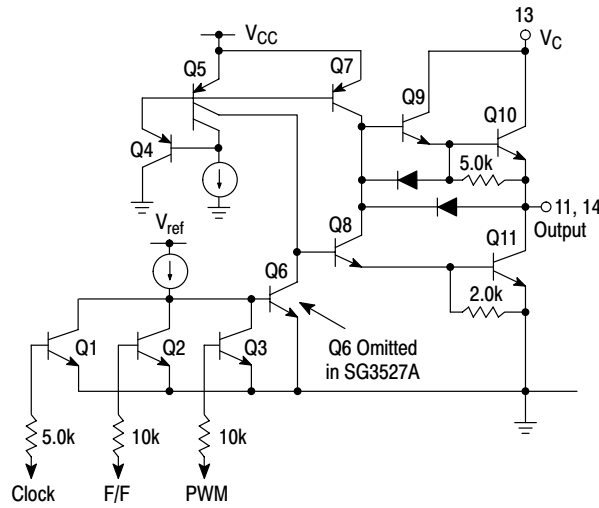 13
V_CC
V_C
Q5
Q7
Q9
Q10
Q4
5.0k
V_ref
Q8
11, 14
Output
Q6
Q11
2.0k
Q1
Q2
Q3
Q6 Omitted
in SG3527A
5.0k
10k
10k
Clock
F/F
PWM